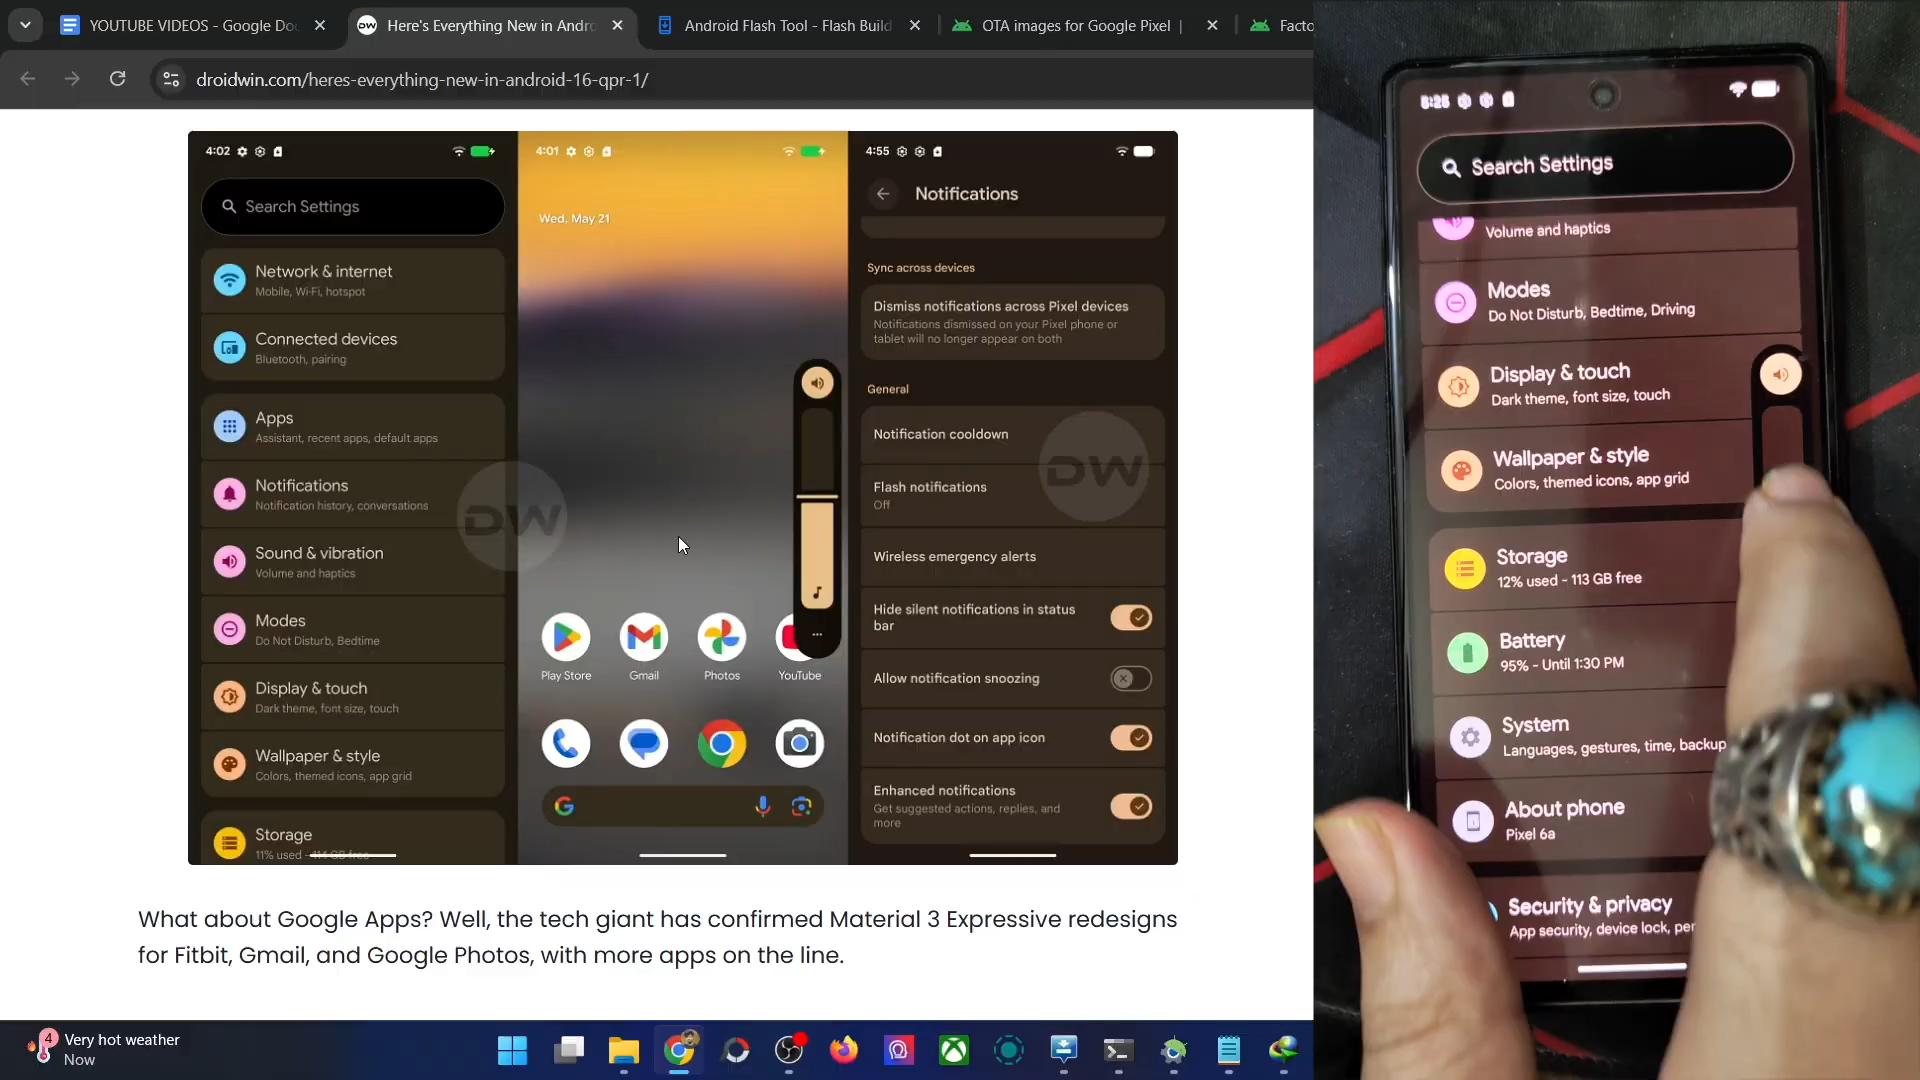 YOUTUBE VIDEOS - Google Do
Here's Everything New in Andro
Android Flash Tool - Flash Build
OTA images for Google Pixel |
Facto
droidwin.com/heres-everything-new-in-android-16-qpr-1/
4:02
Search Settings
Network & internet
Mobile, Wi-Fi, hotspot
Connected devices
Bluetooth, pairing
Apps
Assistant, recent apps, default apps
Notifications
Notification history, conversations
Sound & vibration
Volume and haptics
Modes
Do Not Disturb, Bedtime
Display & touch
Dark theme, font size, touch
Wallpaper & style
Colors, themed icons, app grid
Storage
11% used - 114 GB free
DW
4:01
Wed, May 21
Play Store
Gmail
Photos
YouTube
4:55
Notifications
Sync across devices
Dismiss notifications across Pixel devices
Notifications dismissed on your Pixel phone or
tablet will no longer appear on both
General
Notification cooldown
DW
Flash notifications
Off
Wireless emergency alerts
Hide silent notifications in status
bar
Allow notification snoozing
Notification dot on app icon
Enhanced notifications
Get suggested actions, replies, and
more
What about Google Apps? Well, the tech giant has confirmed Material 3 Expressive redesigns
for Fitbit, Gmail, and Google Photos, with more apps on the line.
4
Very hot weather
Now
Search Settings
Volume and haptics
Modes
Do Not Disturb, Bedtime, Driving
Display & touch
Dark theme, font size, touch
Wallpaper & style
Colors, themed icons, app grid
Storage
12% used - 113 GB free
Battery
95% - Until 1:30 PM
System
Languages, gestures, time, backup
About phone
Pixel 6a
Security & privacy
App security, device lock, per